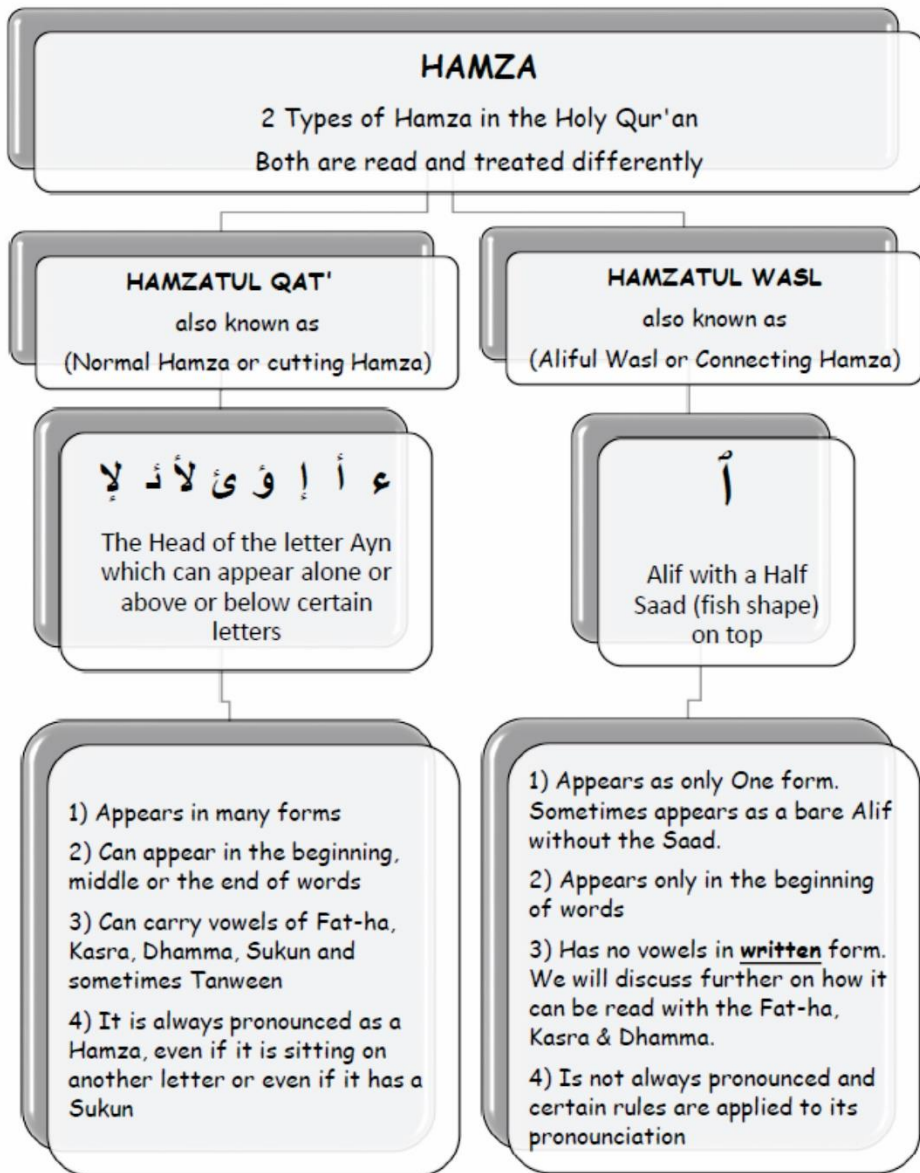 HAMZA
2 Types of Hamza in the Holy Qur'an
Both are read and treated differently
HAMZATUL QAT'
also known as
(Normal Hamza or cutting Hamza)
ء أ إ ؤ ئ لأ ئـ لإ
The Head of the letter Ayn
which can appear alone or
above or below certain
letters
1) Appears in many forms
2) Can appear in the beginning,
middle or the end of words
3) Can carry vowels of Fat-ha,
Kasra, Dhamma, Sukun and
sometimes Tanween
4) It is always pronounced as a
Hamza, even if it is sitting on
another letter or even if it has a
Sukun
HAMZATUL WASL
also known as
(Aliful Wasl or Connecting Hamza)
ٱ
Alif with a Half
Saad (fish shape)
on top
1) Appears as only One form.
Sometimes appears as a bare Alif
without the Saad.
2) Appears only in the beginning
of words
3) Has no vowels in written form.
We will discuss further on how it
can be read with the Fat-ha,
Kasra & Dhamma.
4) Is not always pronounced and
certain rules are applied to its
pronounciation